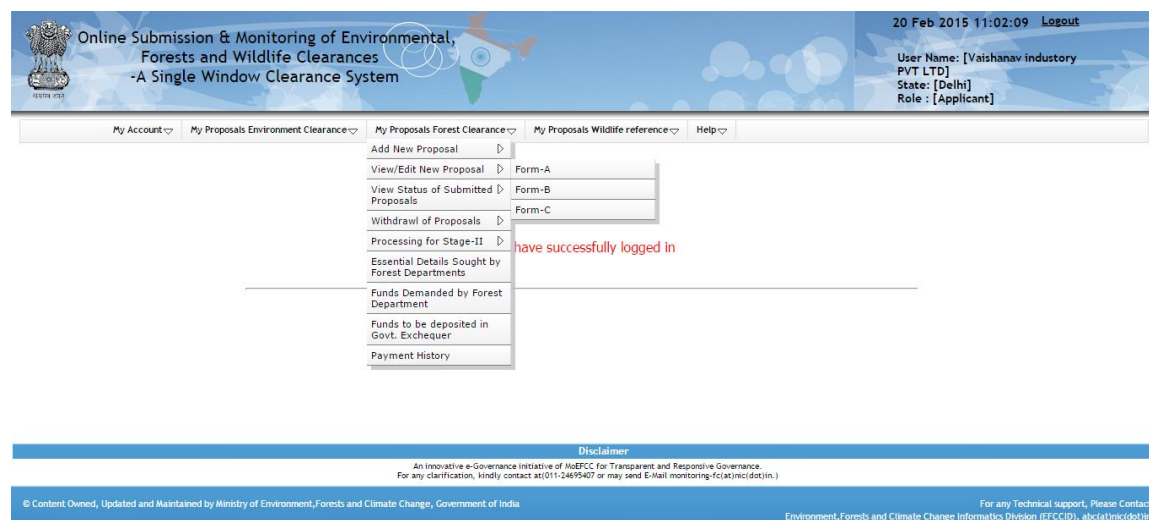 Online Submission & Monitoring of Environmental,
Forests and Wildlife Clearances
-A Single Window Clearance System
20 Feb 2015 11:02:09 Logout
User Name: [Vaishanav industory
PVT LTD]
State: [Delhi]
Role : [Applicant]
My Account My Proposals Environment Clearance My Proposals Forest Clearance My Proposals Wildlife reference Help
Add New Proposal
View/Edit New Proposal
Form-A
View Status of Submitted
Proposals
Form-B
Form-C
Withdrawl of Proposals
Processing for Stage-II
have successfully logged in
Essential Details Sought by
Forest Departments
Funds Demanded by Forest
Department
Funds to be deposited in
Govt. Exchequer
Payment History
Disclaimer
An innovative e-Governance initiative of MoEFCC for Transparent and Responsive Governance.
For any clarification, kindly contact at(011-24695407 or may send E-Mail monitoring-fc(at)nic(dot)in.)
© Content Owned, Updated and Maintained by Ministry of Environment,Forests and Climate Change, Government of India
For any Technical support, Please Contac
Environment,Forests and Climate Change Informatics Division (EFCCID), abc(at)nic(dot)in